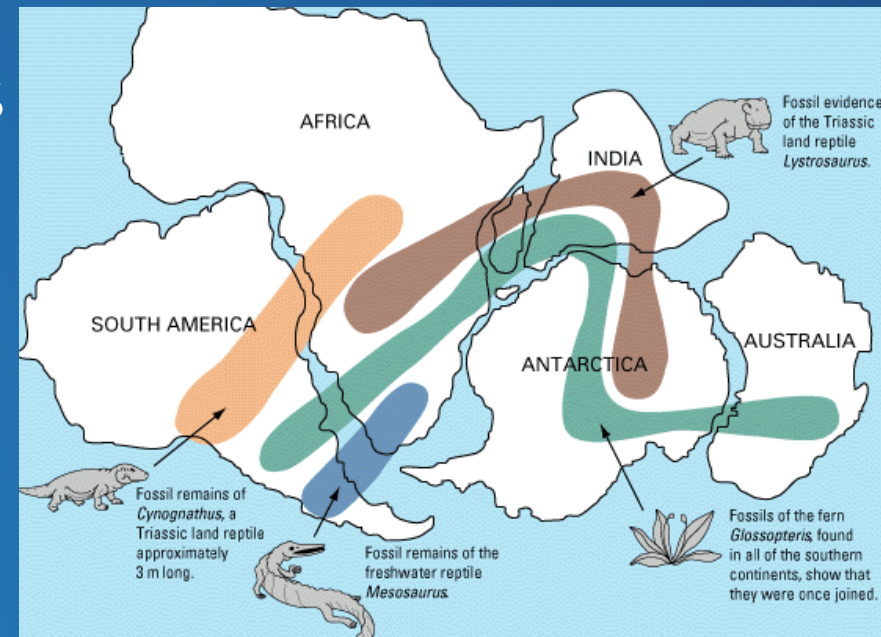 AFRICA
INDIA
Fossil evidence
of the Triassic
land reptile
Lystrosaurus.
SOUTH AMERICA
ANTARCTICA
AUSTRALIA
Fossil remains of
Cynognathus, a
Triassic land reptile
approximately
3 m long.
Fossil remains of the
freshwater reptile
Mesosaurus.
Fossils of the fern
Glossopteris, found
in all of the southern
continents, show that
they were once joined.